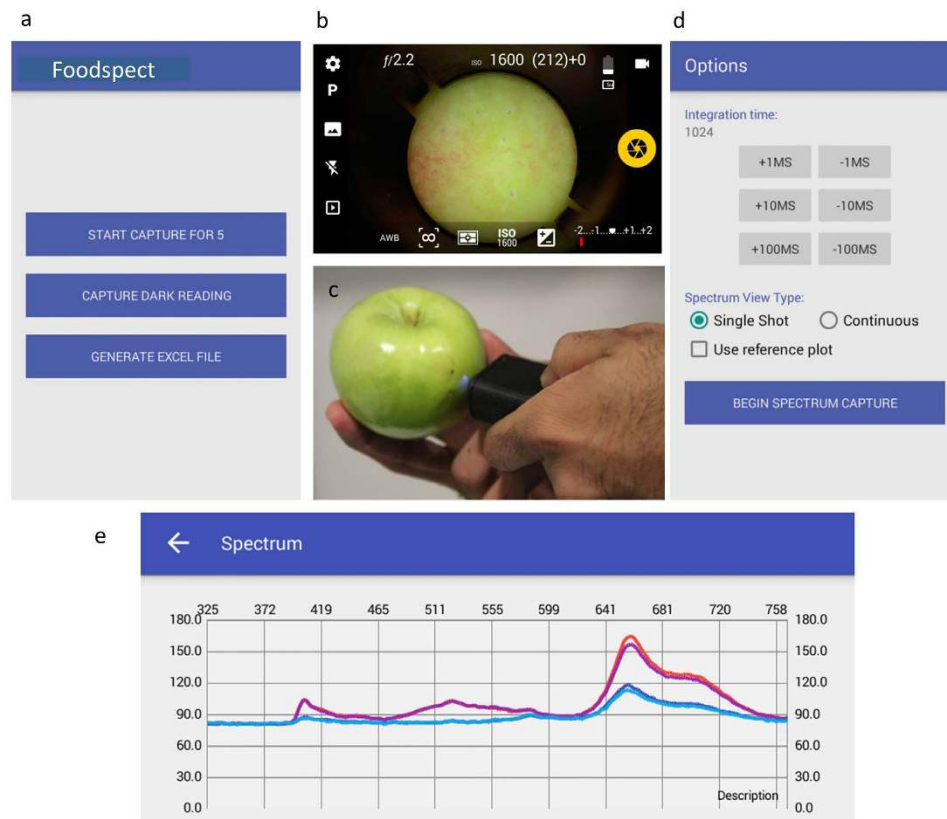 a
Foodspect
START CAPTURE FOR 5
CAPTURE DARK READING
GENERATE EXCEL FILE
b
f/2.2 ISO 1600 (212)+0
P
AWB
ISO
1600
-2...-1...♥...+1...+2
c
d
Options
Integration time:
1024
+1MS -1MS
+10MS -10MS
+100MS -100MS
Spectrum View Type:
Single Shot Continuous
Use reference plot
BEGIN SPECTRUM CAPTURE
e
Spectrum
325 372 419 465 511 555 599 641 681 720 758
180.0 180.0
150.0 150.0
120.0 120.0
90.0 90.0
60.0 60.0
30.0 30.0
Description
0.0 0.0